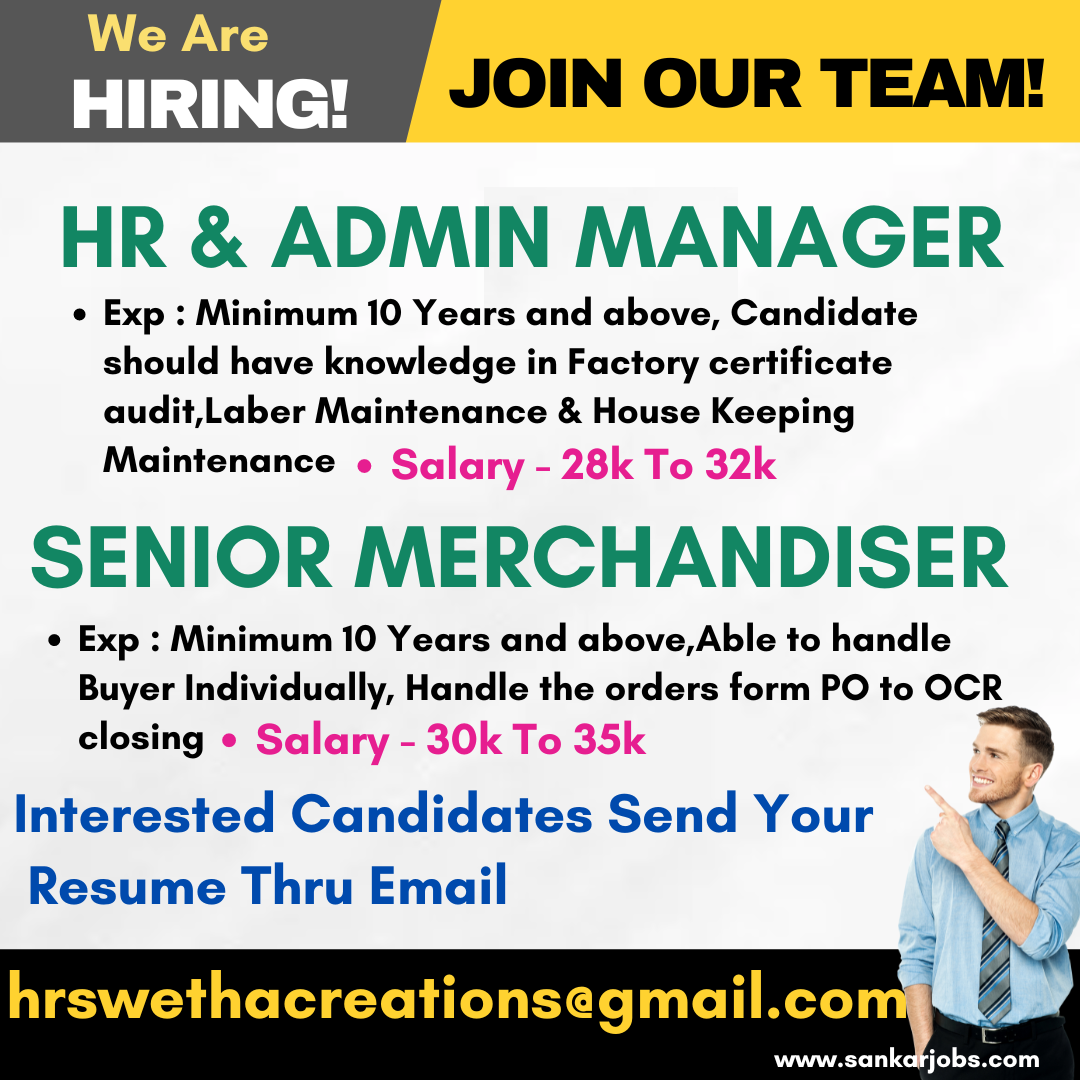 We Are
HIRING!
JOIN OUR TEAM!
HR & ADMIN MANAGER
• Exp : Minimum 10 Years and above, Candidate
should have knowledge in Factory certificate
audit,Laber Maintenance & House Keeping
Maintenance • Salary - 28k To 32k
SENIOR MERCHANDISER
• Exp : Minimum 10 Years and above,Able to handle
Buyer Individually, Handle the orders form PO to OCR
closing • Salary - 30k To 35k
Interested Candidates Send Your
Resume Thru Email
hrswethacreations@gmail.com
www.sankarjobs.com